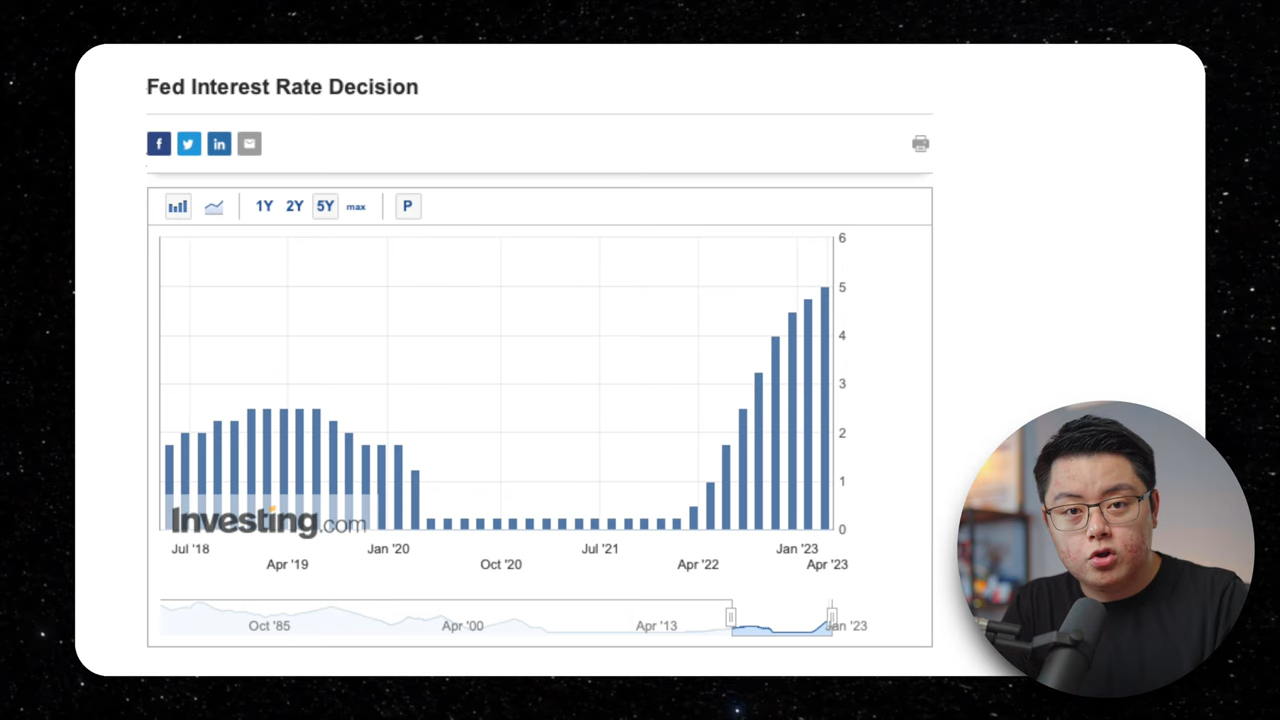 Fed Interest Rate Decision
f in
1Y 2Y 5Y max P
6
5
4
3
2
1
0
Investing.com
Jul '18 Jan '20 Jul '21 Jan '23
Apr '19 Oct '20 Apr '22 Apr '23
Oct '85 Apr '00 Apr '13 Jan '23